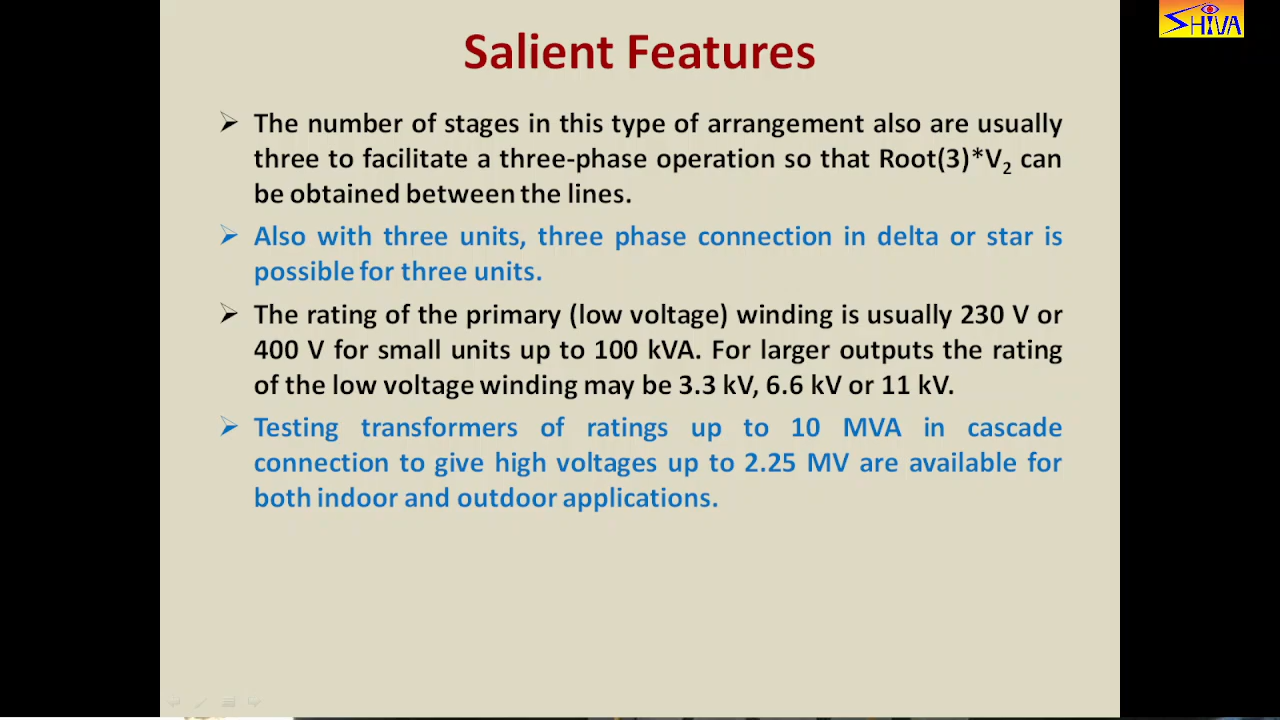 SHIVA
Salient Features
➢ The number of stages in this type of arrangement also are usually
three to facilitate a three-phase operation so that Root(3)*V₂ can
be obtained between the lines.
➢ Also with three units, three phase connection in delta or star is
possible for three units.
➢ The rating of the primary (low voltage) winding is usually 230 V or
400 V for small units up to 100 kVA. For larger outputs the rating
of the low voltage winding may be 3.3 kV, 6.6 kV or 11 kV.
➢ Testing transformers of ratings up to 10 MVA in cascade
connection to give high voltages up to 2.25 MV are available for
both indoor and outdoor applications.